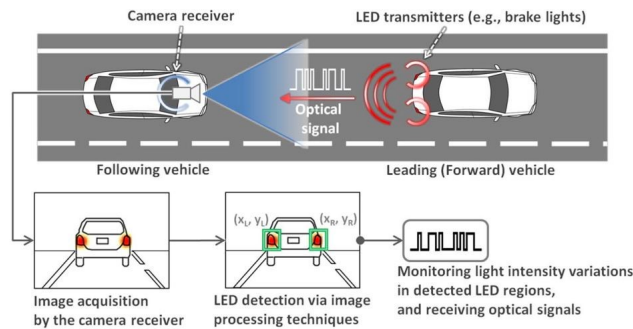 Camera receiver
LED transmitters (e.g., brake lights)
Optical
signal
Following vehicle
Leading (Forward) vehicle
(xL, yL)
(xR, yR)
Image acquisition
by the camera receiver
LED detection via image
processing techniques
Monitoring light intensity variations
in detected LED regions,
and receiving optical signals